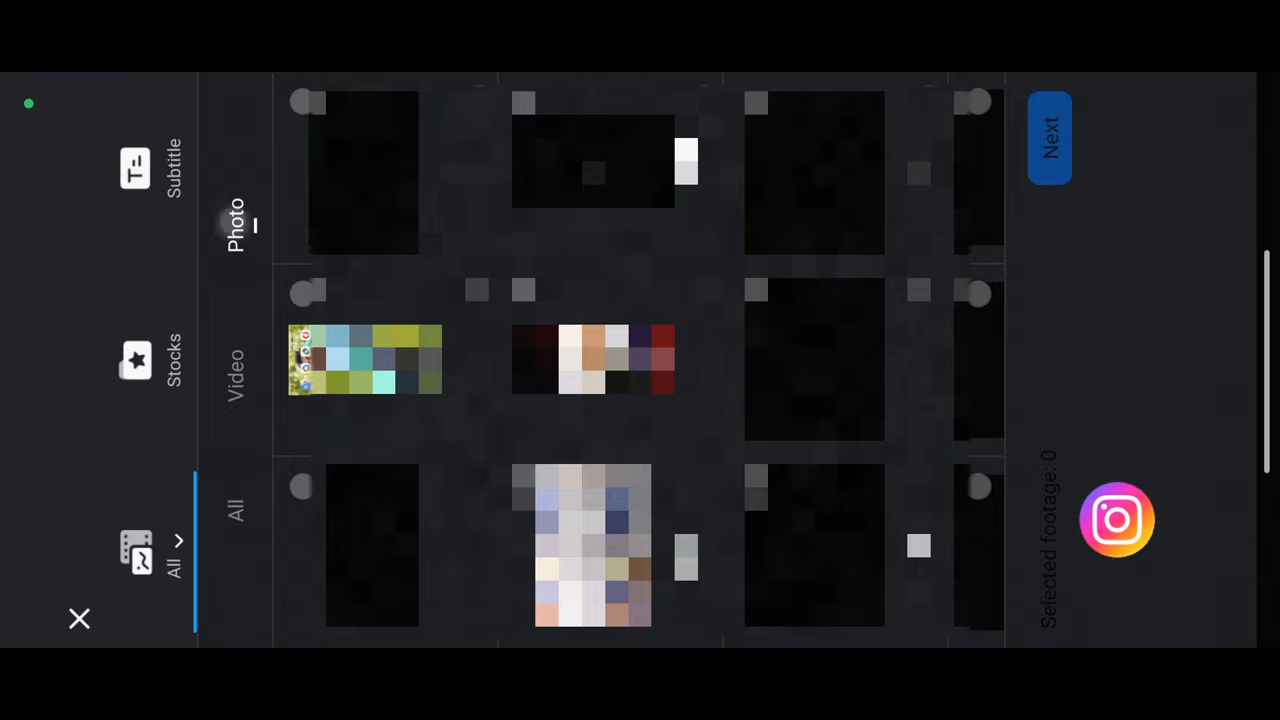 All
Stocks
Subtitle
All
Video
Photo
Selected footage: 0
Next